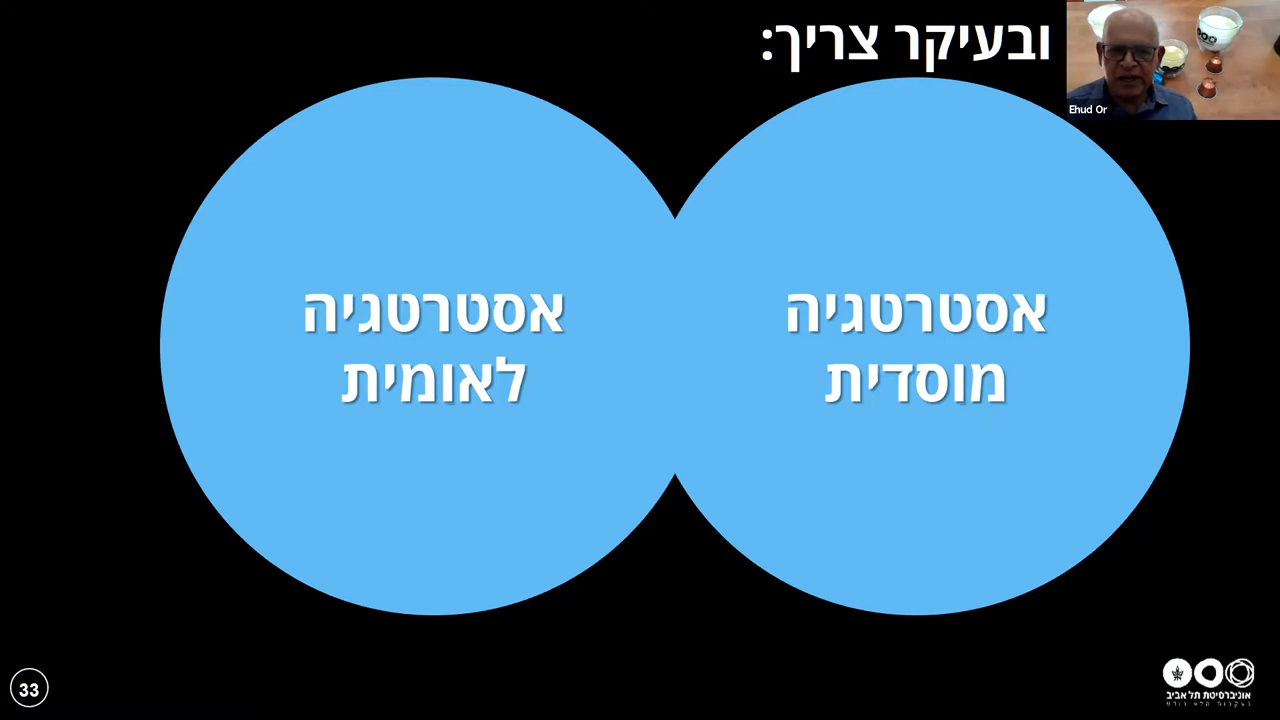 ובעיקר צריך:
Ehud Or
אסטרטגיה
מוסדית
אסטרטגיה
לאומית
33
אוניברסיטת תל אביב